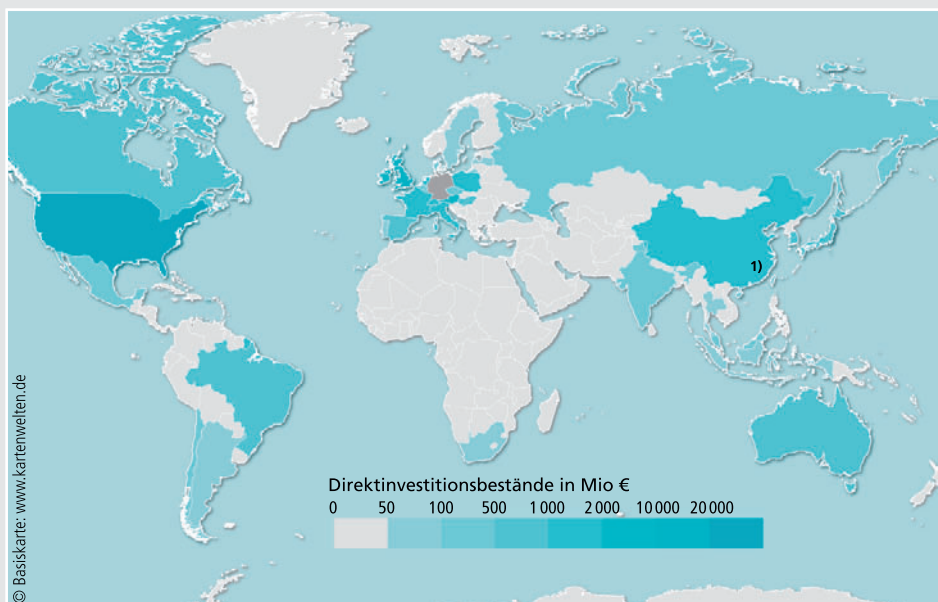 1)
© Basiskarte: www.kartenwelten.de
Direktinvestitionsbestände in Mio €
0 50 100 500 1 000 2 000 10 000 20 000